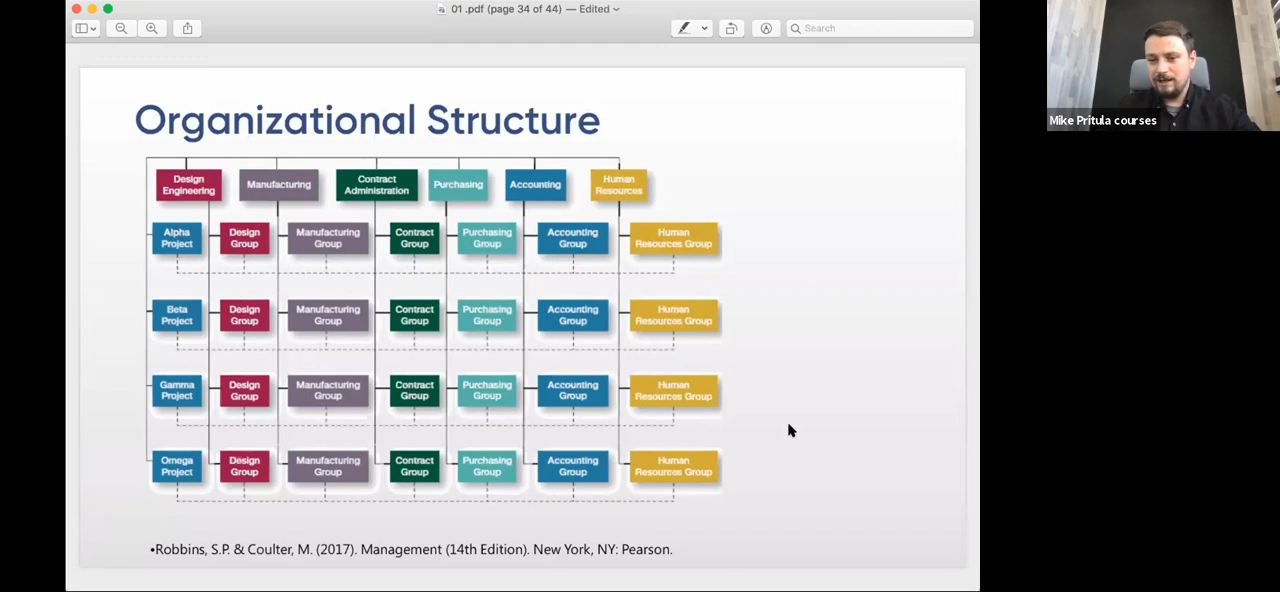 01 .pdf (page 34 of 44) — Edited
Search
Mike Pritula courses
Organizational Structure
Design
Engineering
Manufacturing
Contract
Administration
Purchasing
Accounting
Human
Resources
Alpha
Project
Design
Group
Manufacturing
Group
Contract
Group
Purchasing
Group
Accounting
Group
Human
Resources Group
Beta
Project
Design
Group
Manufacturing
Group
Contract
Group
Purchasing
Group
Accounting
Group
Human
Resources Group
Gamma
Project
Design
Group
Manufacturing
Group
Contract
Group
Purchasing
Group
Accounting
Group
Human
Resources Group
Omega
Project
Design
Group
Manufacturing
Group
Contract
Group
Purchasing
Group
Accounting
Group
Human
Resources Group
•Robbins, S.P. & Coulter, M. (2017). Management (14th Edition). New York, NY: Pearson.